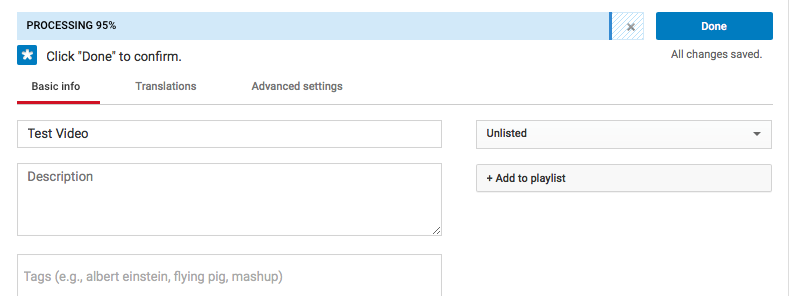 PROCESSING 95%
Done
Click "Done" to confirm.
All changes saved.
Basic info
Translations
Advanced settings
Test Video
Unlisted
Description
+ Add to playlist
Tags (e.g., albert einstein, flying pig, mashup)